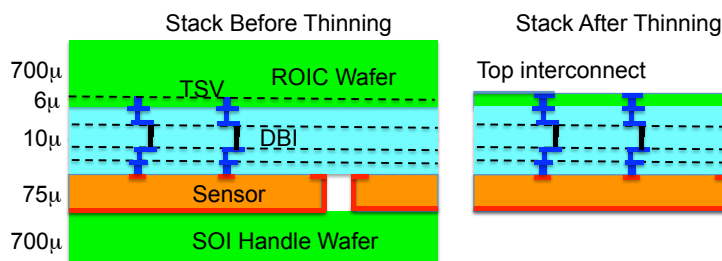 Stack Before Thinning
Stack After Thinning
700μ
TSV
ROIC Wafer
Top interconnect
6μ
10μ
DBI
75μ
Sensor
700μ
SOI Handle Wafer